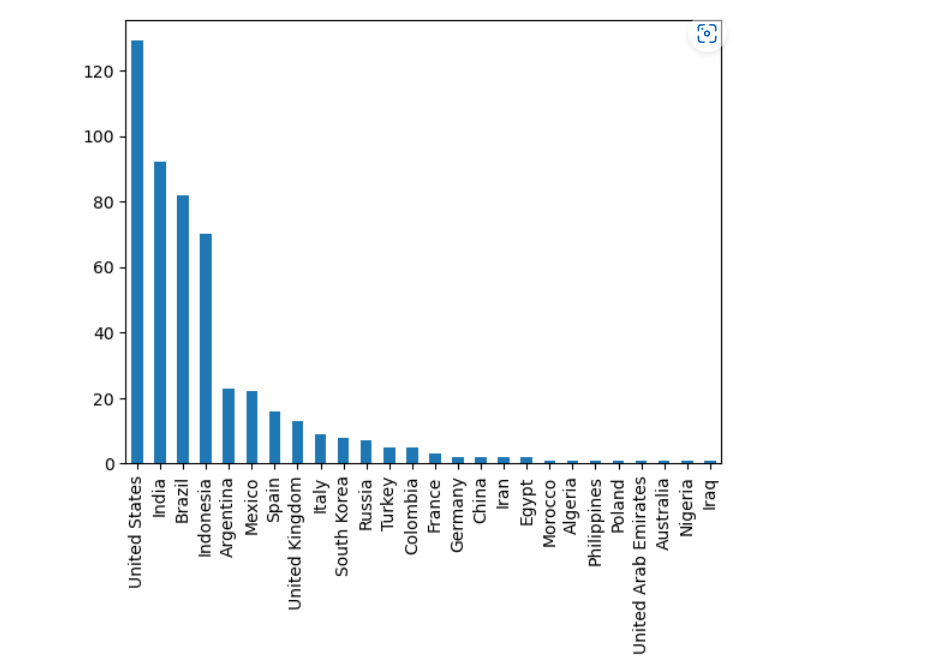 120
100
80
60
40
20
0
United States
India
Brazil
Indonesia
Argentina
Mexico
Spain
United Kingdom
Italy
South Korea
Russia
Turkey
Colombia
France
Germany
China
Iran
Egypt
Morocco
Algeria
Philippines
Poland
United Arab Emirates
Australia
Nigeria
Iraq